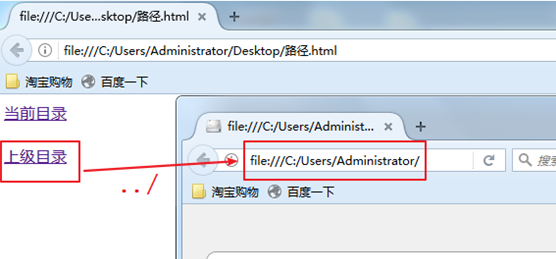 file:///C:/Use...sktop/路径.html
file:///C:/Users/Administrator/Desktop/路径.html
淘宝购物 百度一下
当前目录
上级目录
../
file:///C:/Users/Administ...
file:///C:/Users/Administrator/
搜索
淘宝购物 百度一下